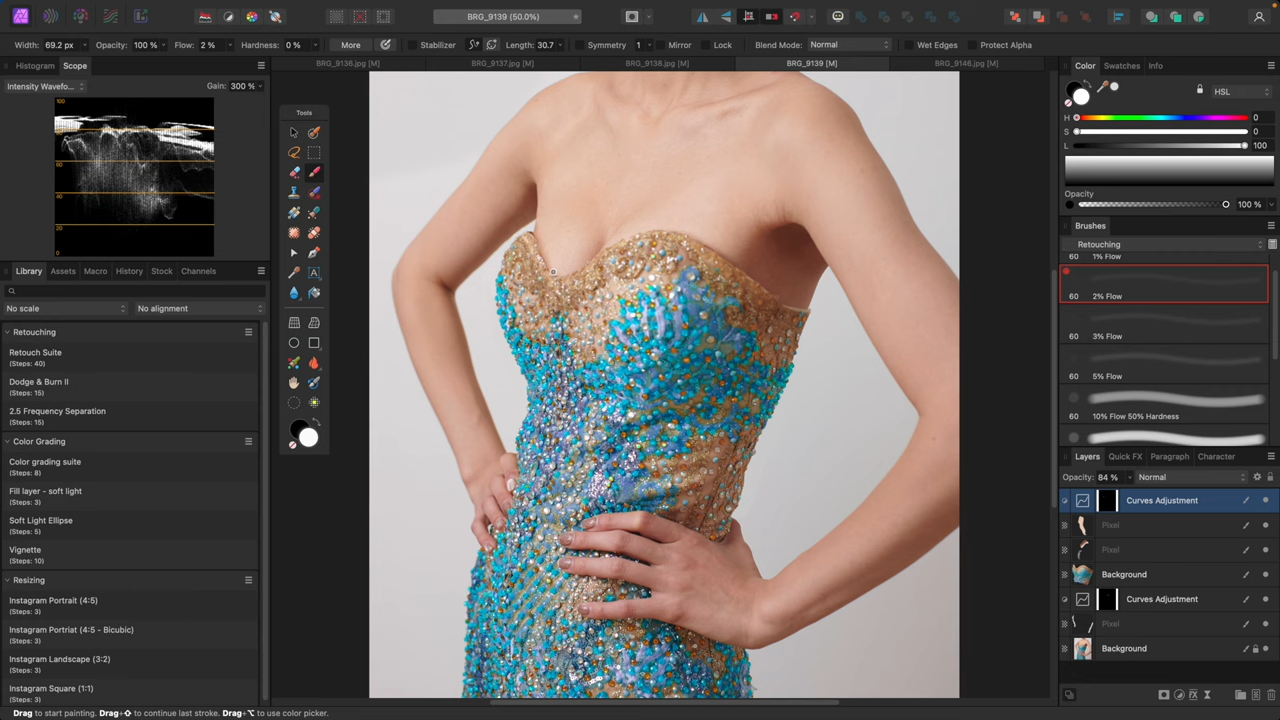 BRG_9139 (50.0%)
Width: 69.2 px Opacity: 100 % Flow: 2 % Hardness: 0 % More Stabilizer Length: 30.7 Symmetry 1 Mirror Lock Blend Mode: Normal Wet Edges Protect Alpha
BRG_9136.jpg [M] BRG_9137.jpg [M] BRG_9138.jpg [M] BRG_9139 [M] BRG_9146.jpg [M]
Histogram Scope
Intensity Wavefo... Gain: 300 %
100
80
60
40
20
0
Library Assets Macro History Stock Channels
No scale No alignment
Retouching
Retouch Suite
(Steps: 40)
Dodge & Burn II
(Steps: 15)
2.5 Frequency Separation
(Steps: 15)
Color Grading
Color grading suite
(Steps: 8)
Fill layer - soft light
(Steps: 3)
Soft Light Ellipse
(Steps: 5)
Vignette
(Steps: 10)
Resizing
Instagram Portrait (4:5)
(Steps: 3)
Instagram Portriat (4:5 - Bicubic)
(Steps: 3)
Instagram Landscape (3:2)
(Steps: 3)
Instagram Square (1:1)
(Steps: 3)
Tools
Color Swatches Info
HSL
H 0
S 0
L 100
Opacity
100 %
Brushes
Retouching
1% Flow
60 2% Flow
60 3% Flow
60 5% Flow
60 10% Flow 50% Hardness
Layers Quick FX Paragraph Character
Opacity: 84 % Normal
Curves Adjustment
Pixel
Pixel
Background
Curves Adjustment
Pixel
Background
Drag to start painting. Drag+⇧ to continue last stroke. Drag+⌥ to use color picker.